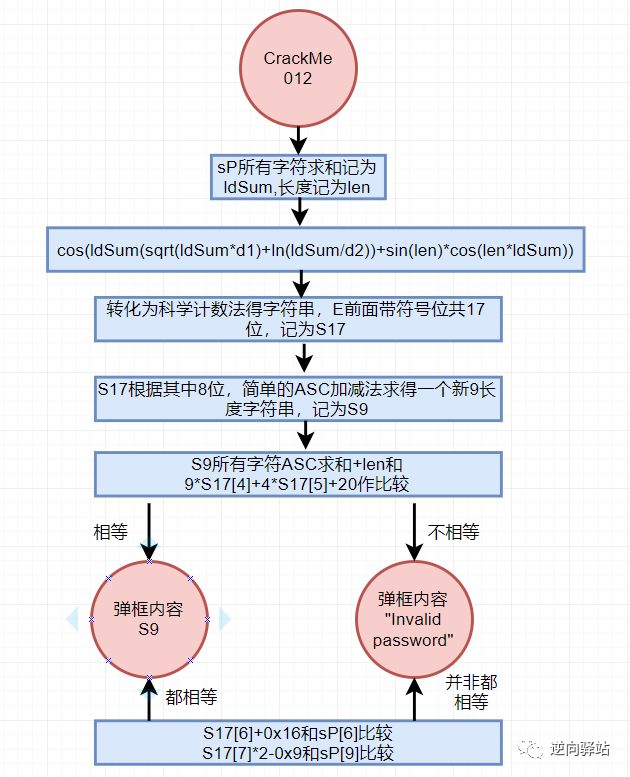 CrackMe
012
sP所有字符求和记为
ldSum,长度记为len
cos(ldSum(sqrt(ldSum*d1)+ln(ldSum/d2))+sin(len)*cos(len*ldSum))
转化为科学计数法得字符串，E前面带符号位共17
位，记为S17
S17根据其中8位，简单的ASC加减法求得一个新9长
度字符串，记为S9
S9所有字符ASC求和+len和
9*S17[4]+4*S17[5]+20作比较
相等
不相等
弹框内容
S9
弹框内容
"Invalid
password"
都相等
并非都
相等
S17[6]+0x16和sP[6]比较
S17[7]*2-0x9和sP[9]比较
逆向驿站